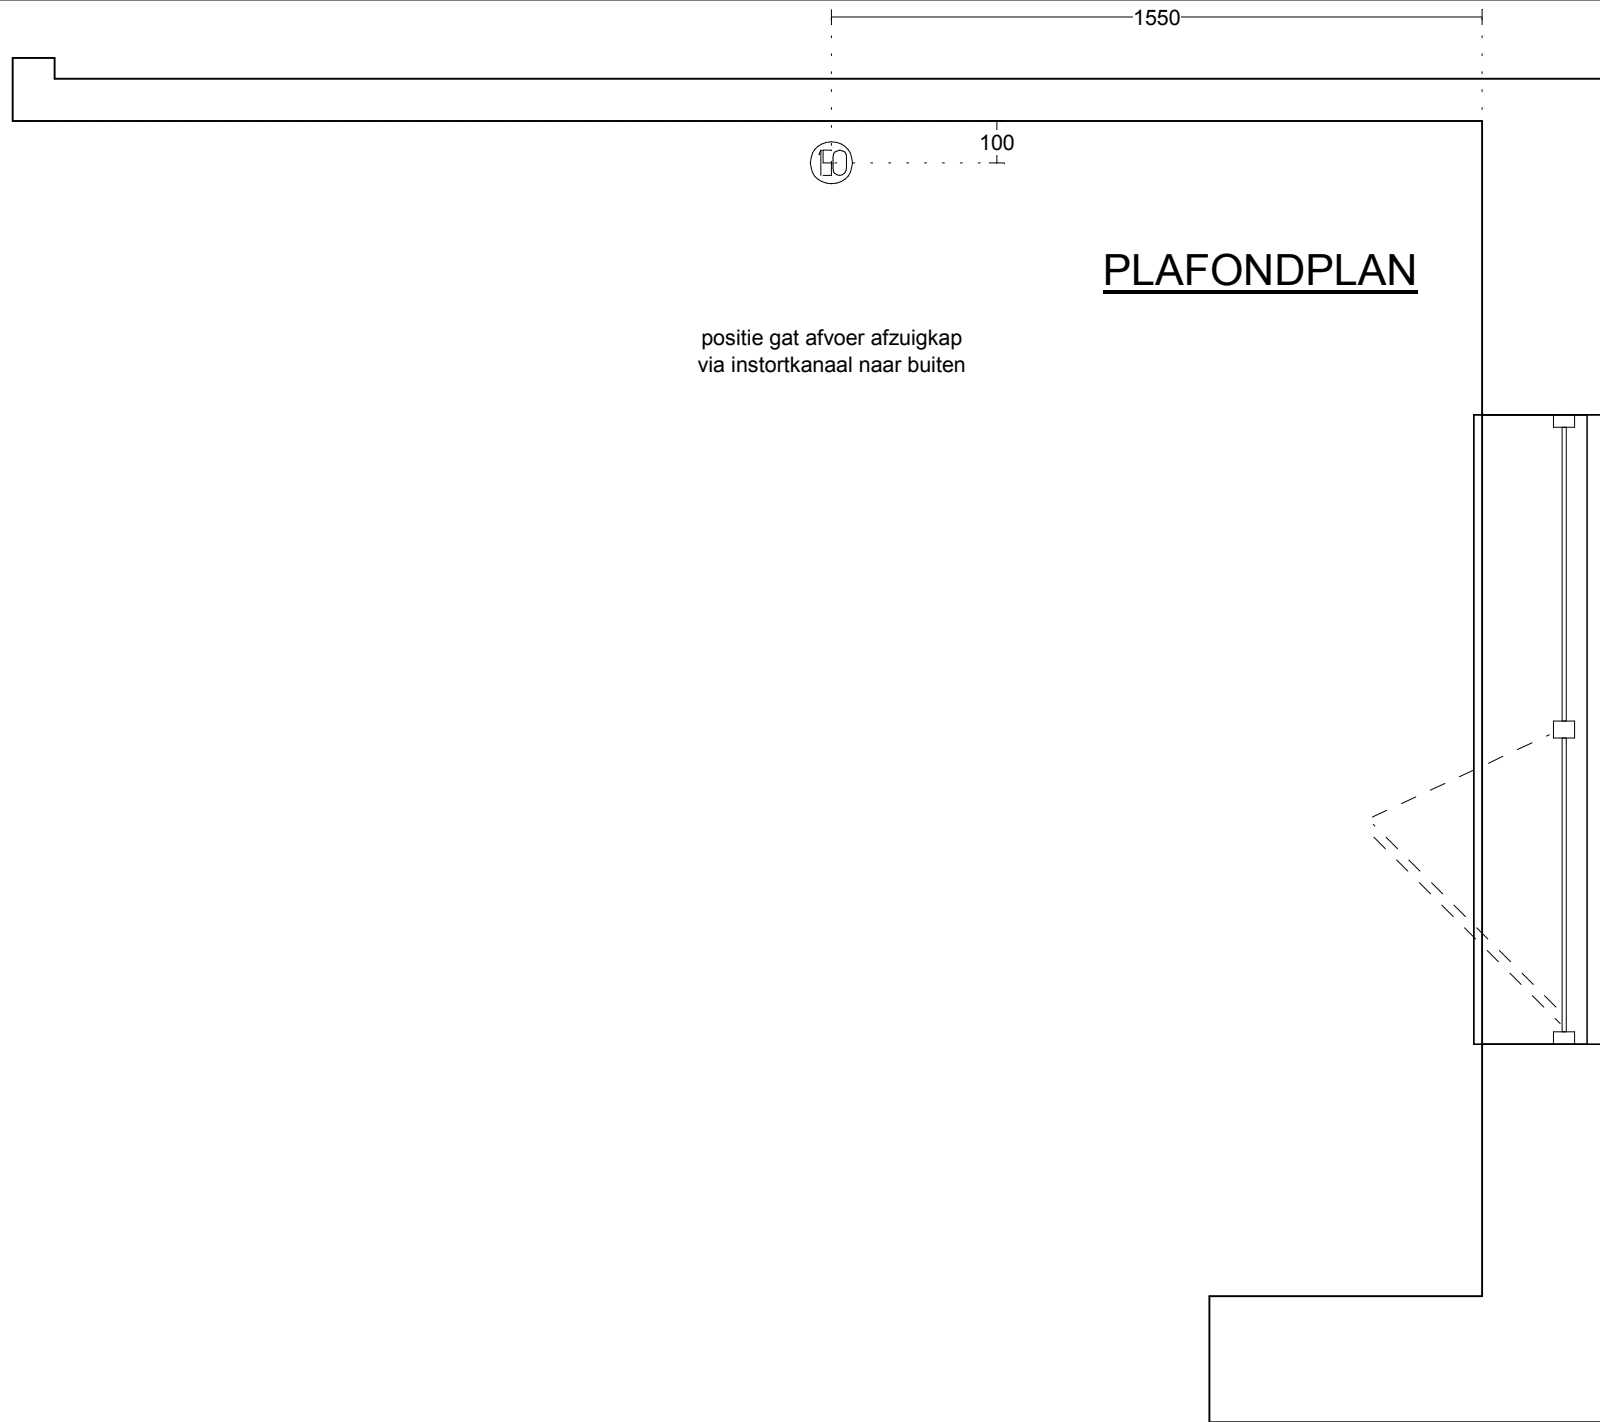 1550
100
150
PLAFONDPLAN
positie gat afvoer afzuigkap
via instortkanaal naar buiten